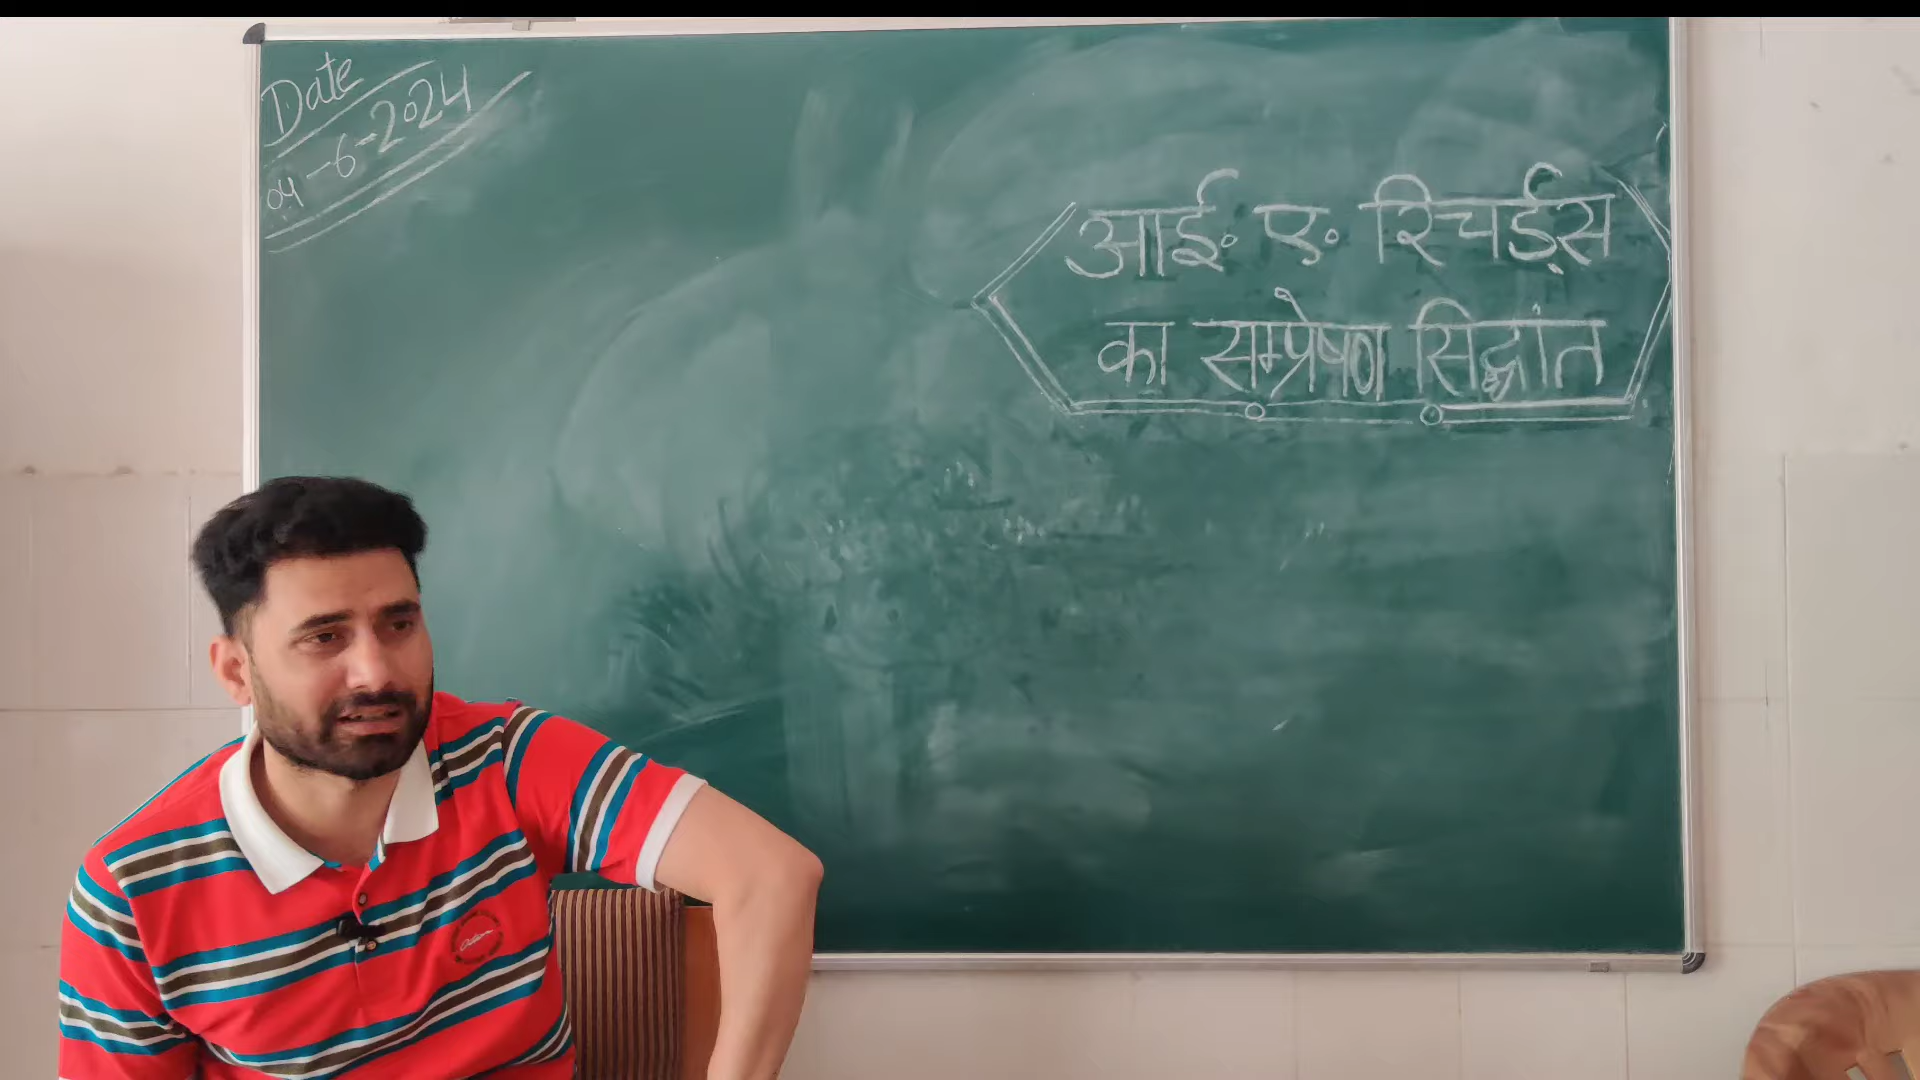 Date
04-6-2024
आई. ए. रिचर्ड्स
का सम्प्रेषण सिद्धांत